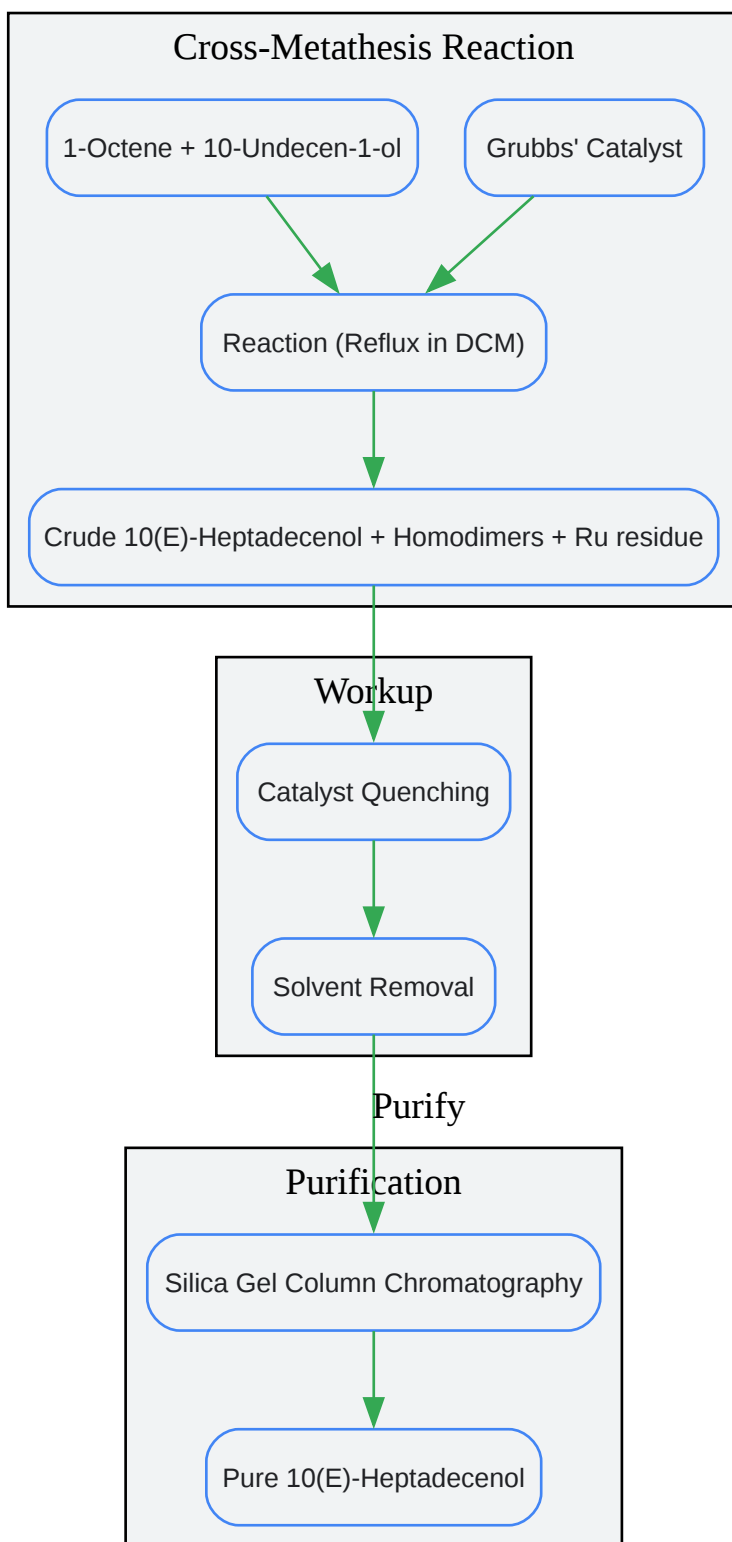 Cross-Metathesis Reaction
1-Octene + 10-Undecen-1-ol
Grubbs' Catalyst
Reaction (Reflux in DCM)
Crude 10(E)-Heptadecenol + Homodimers + Ru residue
Workup
Catalyst Quenching
Solvent Removal
Purify
Purification
Silica Gel Column Chromatography
Pure 10(E)-Heptadecenol